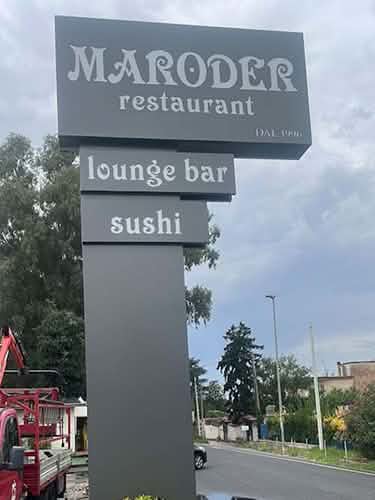 MARODER
restaurant
DAL 1996
lounge bar
sushi